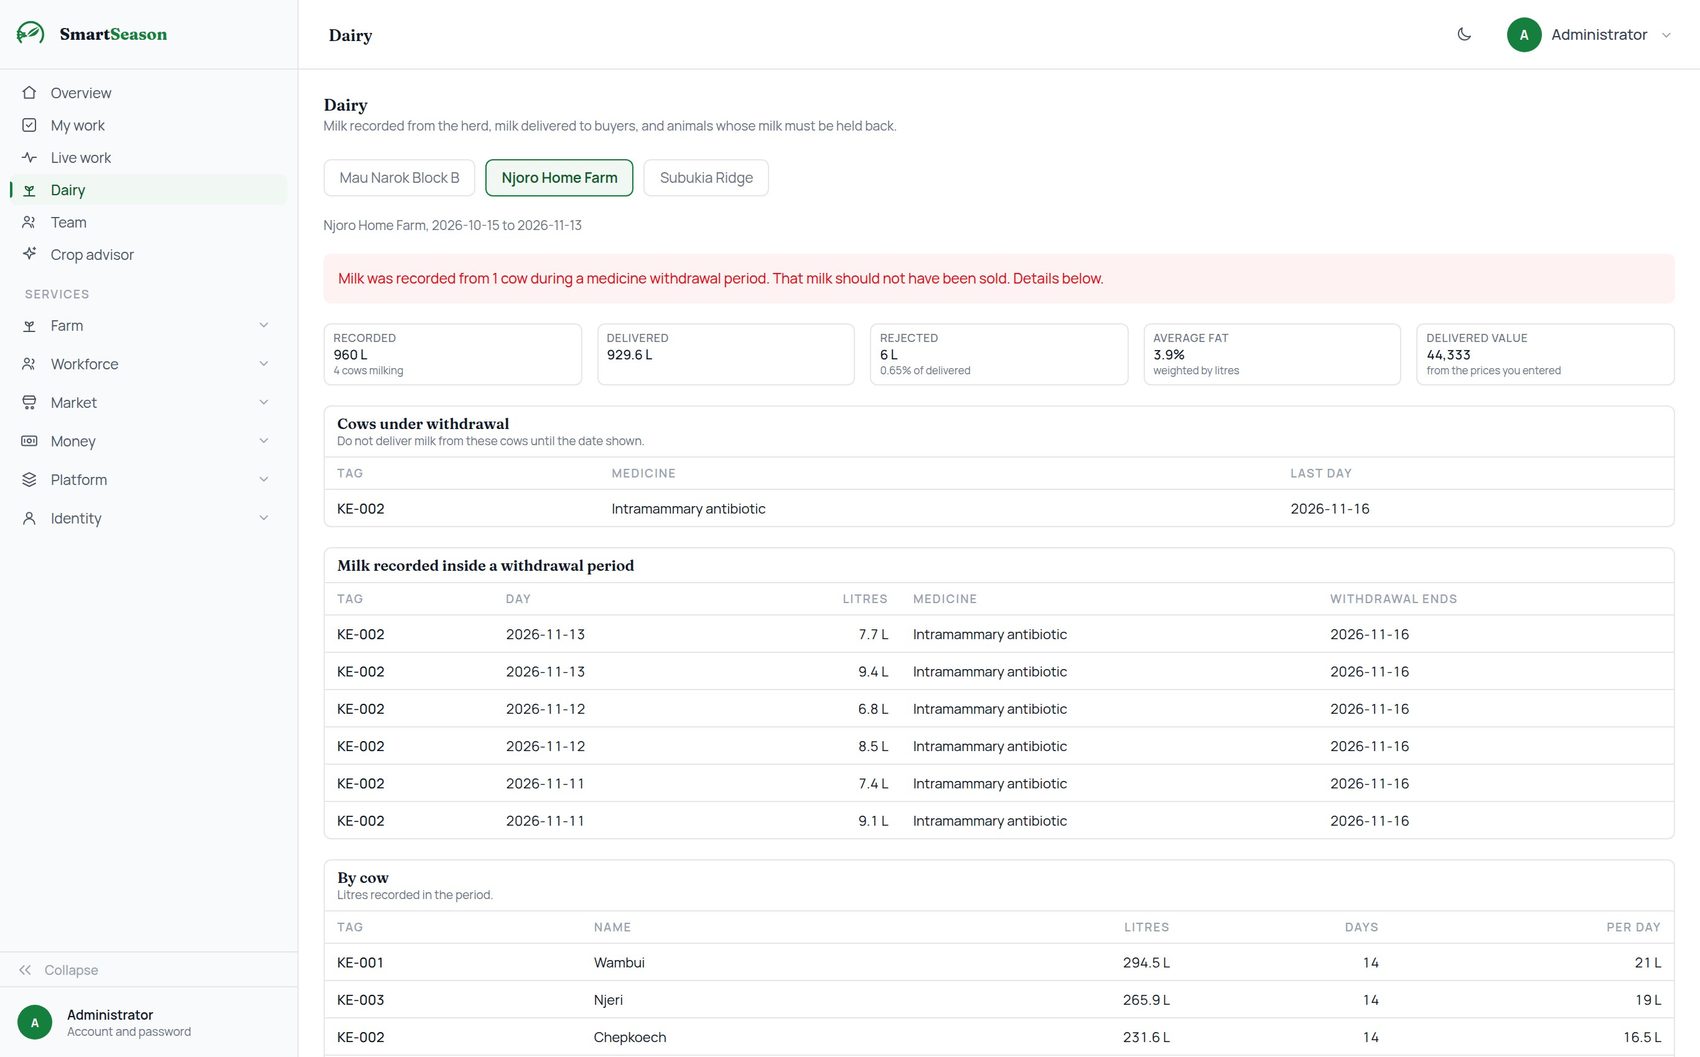 SmartSeason
Dairy
A Administrator
Overview
My work
Live work
Dairy
Team
Crop advisor
SERVICES
Farm
Workforce
Market
Money
Platform
Identity
Collapse
A Administrator
Account and password
Dairy
Milk recorded from the herd, milk delivered to buyers, and animals whose milk must be held back.
Mau Narok Block B Njoro Home Farm Subukia Ridge
Njoro Home Farm, 2026-10-15 to 2026-11-13
Milk was recorded from 1 cow during a medicine withdrawal period. That milk should not have been sold. Details below.
RECORDED
960 L
4 cows milking
DELIVERED
929.6 L
REJECTED
6 L
0.65% of delivered
AVERAGE FAT
3.9%
weighted by litres
DELIVERED VALUE
44,333
from the prices you entered
Cows under withdrawal
Do not deliver milk from these cows until the date shown.
TAG MEDICINE LAST DAY
KE-002 Intramammary antibiotic 2026-11-16
Milk recorded inside a withdrawal period
TAG DAY LITRES MEDICINE WITHDRAWAL ENDS
KE-002 2026-11-13 7.7 L Intramammary antibiotic 2026-11-16
KE-002 2026-11-13 9.4 L Intramammary antibiotic 2026-11-16
KE-002 2026-11-12 6.8 L Intramammary antibiotic 2026-11-16
KE-002 2026-11-12 8.5 L Intramammary antibiotic 2026-11-16
KE-002 2026-11-11 7.4 L Intramammary antibiotic 2026-11-16
KE-002 2026-11-11 9.1 L Intramammary antibiotic 2026-11-16
By cow
Litres recorded in the period.
TAG NAME LITRES DAYS PER DAY
KE-001 Wambui 294.5 L 14 21 L
KE-003 Njeri 265.9 L 14 19 L
KE-002 Chepkoech 231.6 L 14 16.5 L